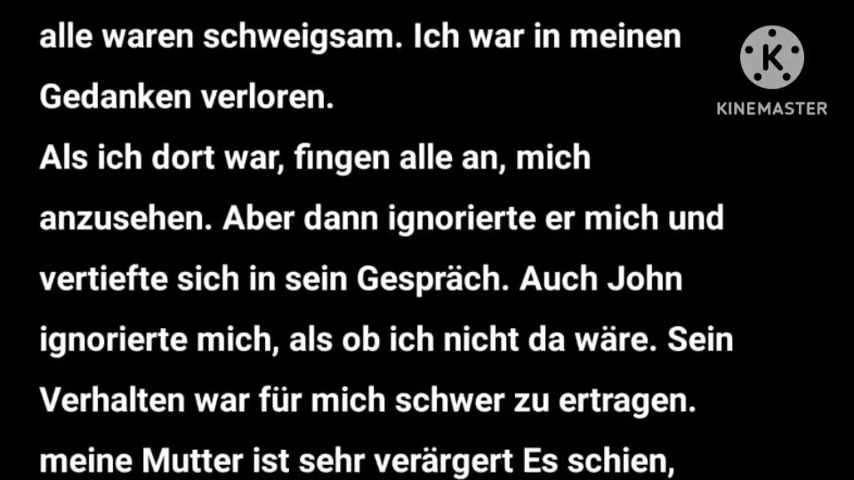 alle waren schweigsam. Ich war in meinen
Gedanken verloren.
Als ich dort war, fingen alle an, mich
anzusehen. Aber dann ignorierte er mich und
vertiefte sich in sein Gespräch. Auch John
ignorierte mich, als ob ich nicht da wäre. Sein
Verhalten war für mich schwer zu ertragen.
meine Mutter ist sehr verärgert Es schien,
K
KINEMASTER